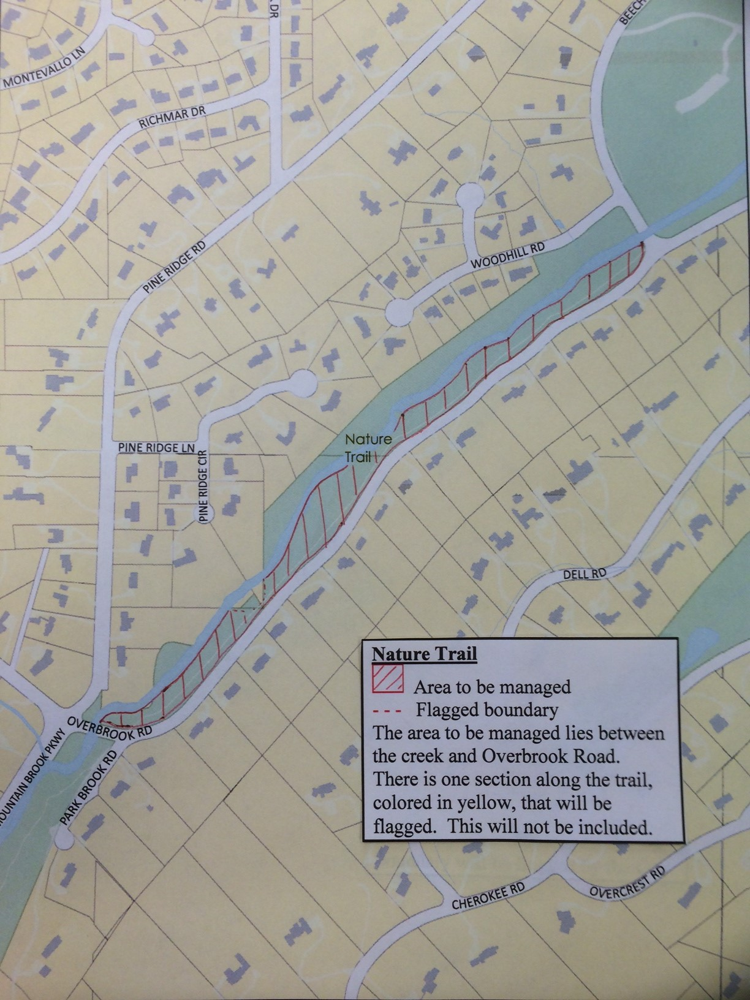 DR
BEECH
MONTEVALLO LN
RICHMAR DR
PINE RIDGE RD
WOODHILL RD
Nature
Trail
PINE RIDGE LN
PINE RIDGE CIR
DELL RD
Nature Trail
Area to be managed
Flagged boundary
The area to be managed lies between
the creek and Overbrook Road.
There is one section along the trail,
colored in yellow, that will be
flagged. This will not be included.
OVERBROOK RD
MOUNTAIN BROOK PKWY
PARK BROOK RD
CHEROKEE RD
OVERCREST RD